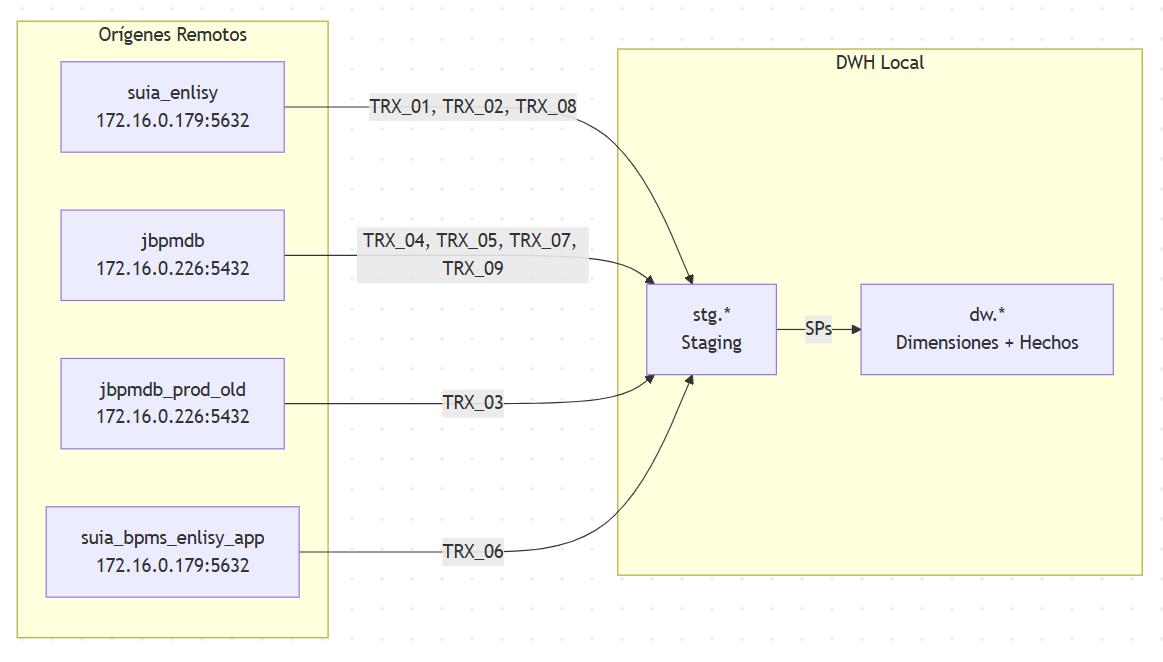 Orígenes Remotos
suia_enlisy
172.16.0.179:5632
jbpmdb
172.16.0.226:5432
jbpmdb_prod_old
172.16.0.226:5432
suia_bpms_enlisy_app
172.16.0.179:5632
TRX_01, TRX_02, TRX_08
TRX_04, TRX_05, TRX_07,
TRX_09
TRX_03
TRX_06
DWH Local
stg.*
Staging
SPs
dw.*
Dimensiones + Hechos